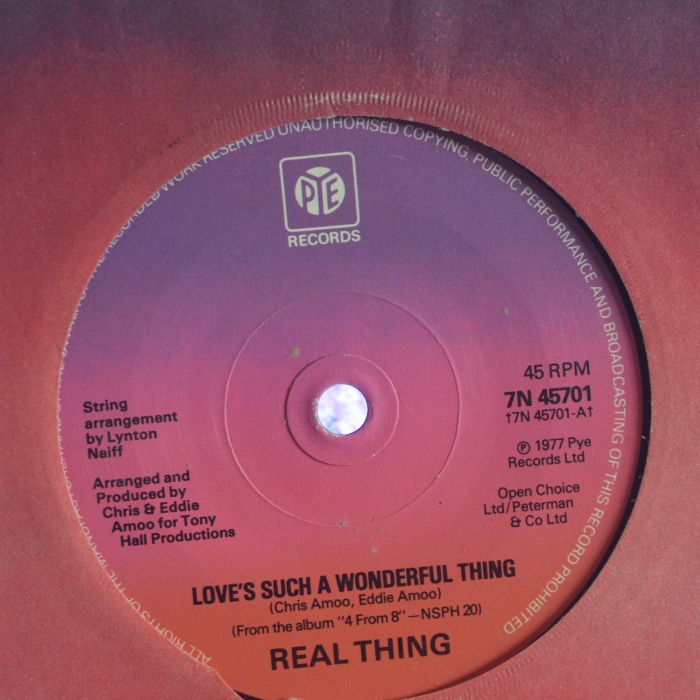 PYE
RECORDS
45 RPM
7N 45701
†7N 45701-A†
℗ 1977 Pye
Records Ltd
Open Choice
Ltd/Peterman
& Co Ltd
String
arrangement
by Lynton
Naiff
Arranged and
Produced by
Chris & Eddie
Amoo for Tony
Hall Productions
LOVE'S SUCH A WONDERFUL THING
(Chris Amoo, Eddie Amoo)
(From the album "4 From 8"—NSPH 20)
REAL THING
ALL RIGHTS OF THE RECORDED WORK RESERVED UNAUTHORISED COPYING, PUBLIC PERFORMANCE AND BROADCASTING OF THIS RECORD PROHIBITED